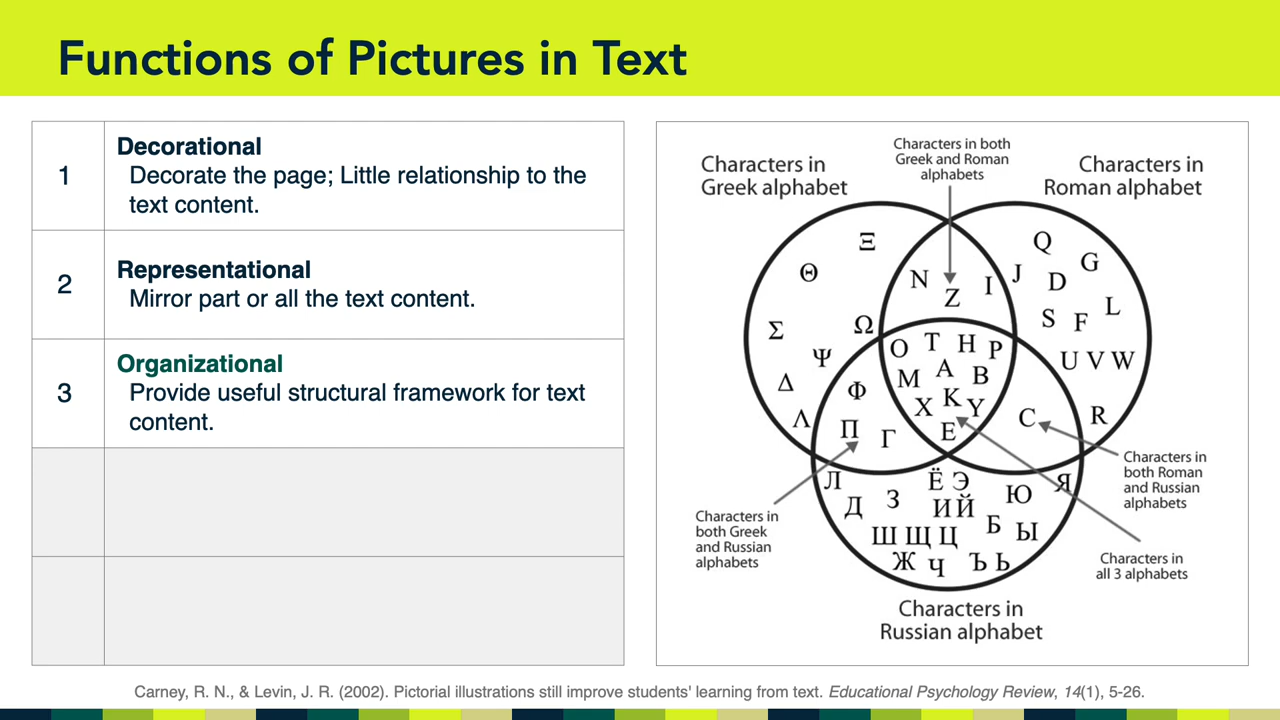 Functions of Pictures in Text
1
Decorational
Decorate the page; Little relationship to the
text content.
2
Representational
Mirror part or all the text content.
3
Organizational
Provide useful structural framework for text
content.
Characters in
Greek alphabet
Characters in both
Greek and Roman
alphabets
Characters in
Roman alphabet
Ξ
Θ
Σ
Ω
Ψ
Δ
Λ
N Z I
J Q D G
S F L
U V W
R
O T H P
M A B
X K Y
E
Φ
Π Γ
C
Л Ё Э Я
Д З И Й Ю
Ш Щ Ц Б Ы
Ж Ч Ъ Ь
Characters in
both Greek
and Russian
alphabets
Characters in
both Roman
and Russian
alphabets
Characters in
all 3 alphabets
Characters in
Russian alphabet
Carney, R. N., & Levin, J. R. (2002). Pictorial illustrations still improve students' learning from text. Educational Psychology Review, 14(1), 5-26.